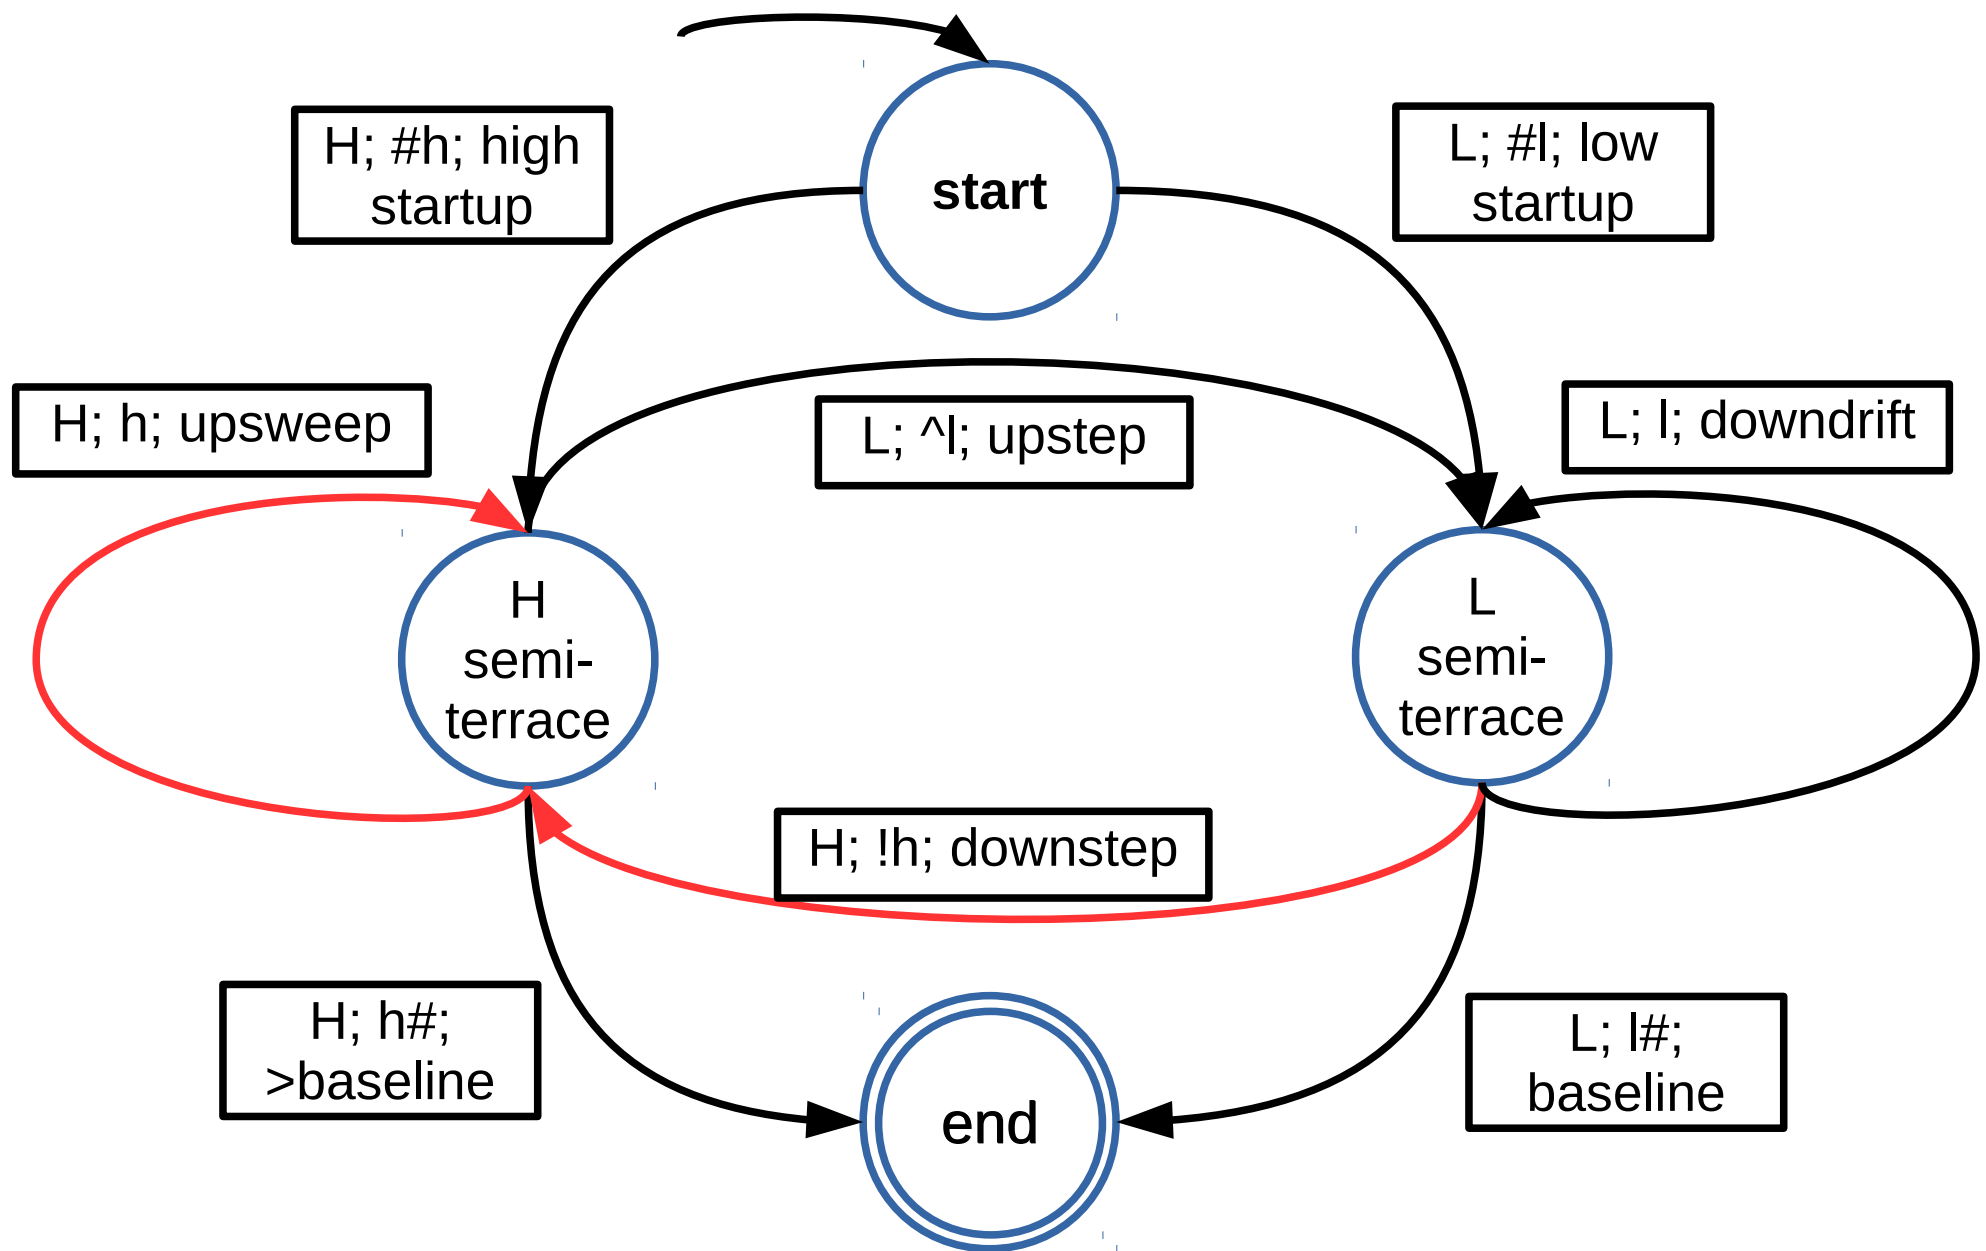 H; #h; high
startup
start
L; #l; low
startup
H; h; upsweep
L; ^l; upstep
L; l; downdrift
H
semi-
terrace
L
semi-
terrace
H; !h; downstep
H; h#;
>baseline
end
L; l#;
baseline